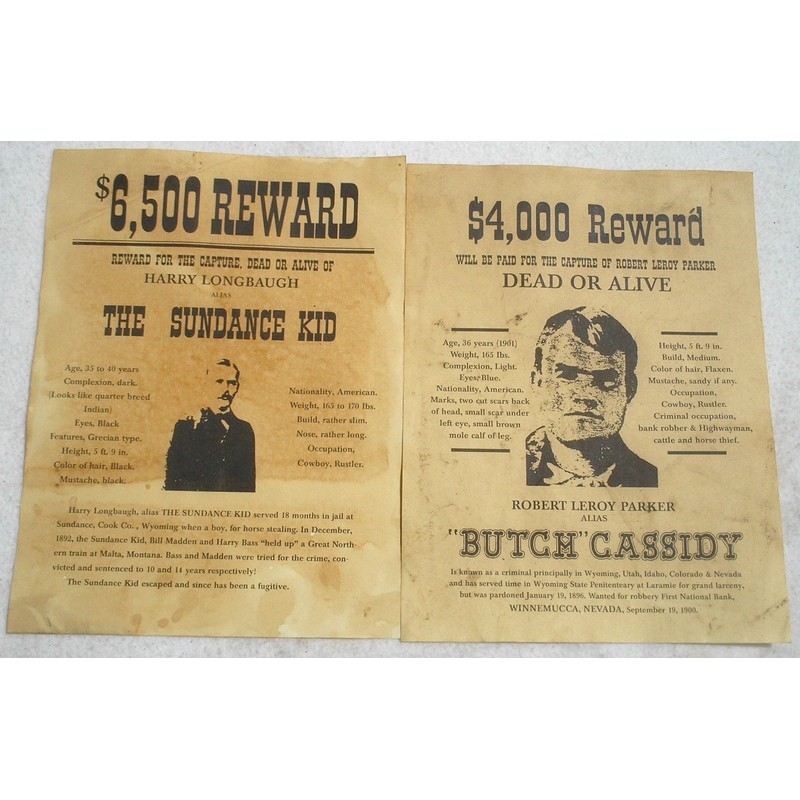 $6,500 REWARD
REWARD FOR THE CAPTURE, DEAD OR ALIVE OF
HARRY LONGBAUGH
ALIAS
THE SUNDANCE KID
Age, 35 to 40 years
Complexion, dark.
(Looks like quarter breed
Indian)
Eyes, Black
Features, Grecian type.
Height, 5 ft. 9 in.
Color of hair, Black.
Mustache, black.
Nationality, American.
Weight, 165 to 170 lbs.
Build, rather slim.
Nose, rather long.
Occupation,
Cowboy, Rustler.
Harry Longbaugh, alias THE SUNDANCE KID served 18 months in jail at
Sundance, Cook Co. , Wyoming when a boy, for horse stealing. In December,
1892, the Sundance Kid, Bill Madden and Harry Bass "held up" a Great North-
ern train at Malta, Montana. Bass and Madden were tried for the crime, con-
victed and sentenced to 10 and 14 years respectively!
The Sundance Kid escaped and since has been a fugitive.
$4,000 Reward
WILL BE PAID FOR THE CAPTURE OF ROBERT LEROY PARKER
DEAD OR ALIVE
Age, 36 years (1901)
Weight, 165 lbs.
Complexion, Light.
Eyes, Blue.
Nationality, American.
Marks, two cut scars back
of head, small scar under
left eye, small brown
mole calf of leg.
Height, 5 ft. 9 in.
Build, Medium.
Color of hair, Flaxen.
Mustache, sandy if any.
Occupation,
Cowboy, Rustler.
Criminal occupation,
bank robber & Highwayman,
cattle and horse thief.
ROBERT LEROY PARKER
ALIAS
"BUTCH" CASSIDY
Is known as a criminal principally in Wyoming, Utah, Idaho, Colorado & Nevada
and has served time in Wyoming State Penitenteary at Laramie for grand larceny,
but was pardoned January 19, 1896. Wanted for robbery First National Bank,
WINNEMUCCA, NEVADA, September 19, 1900.